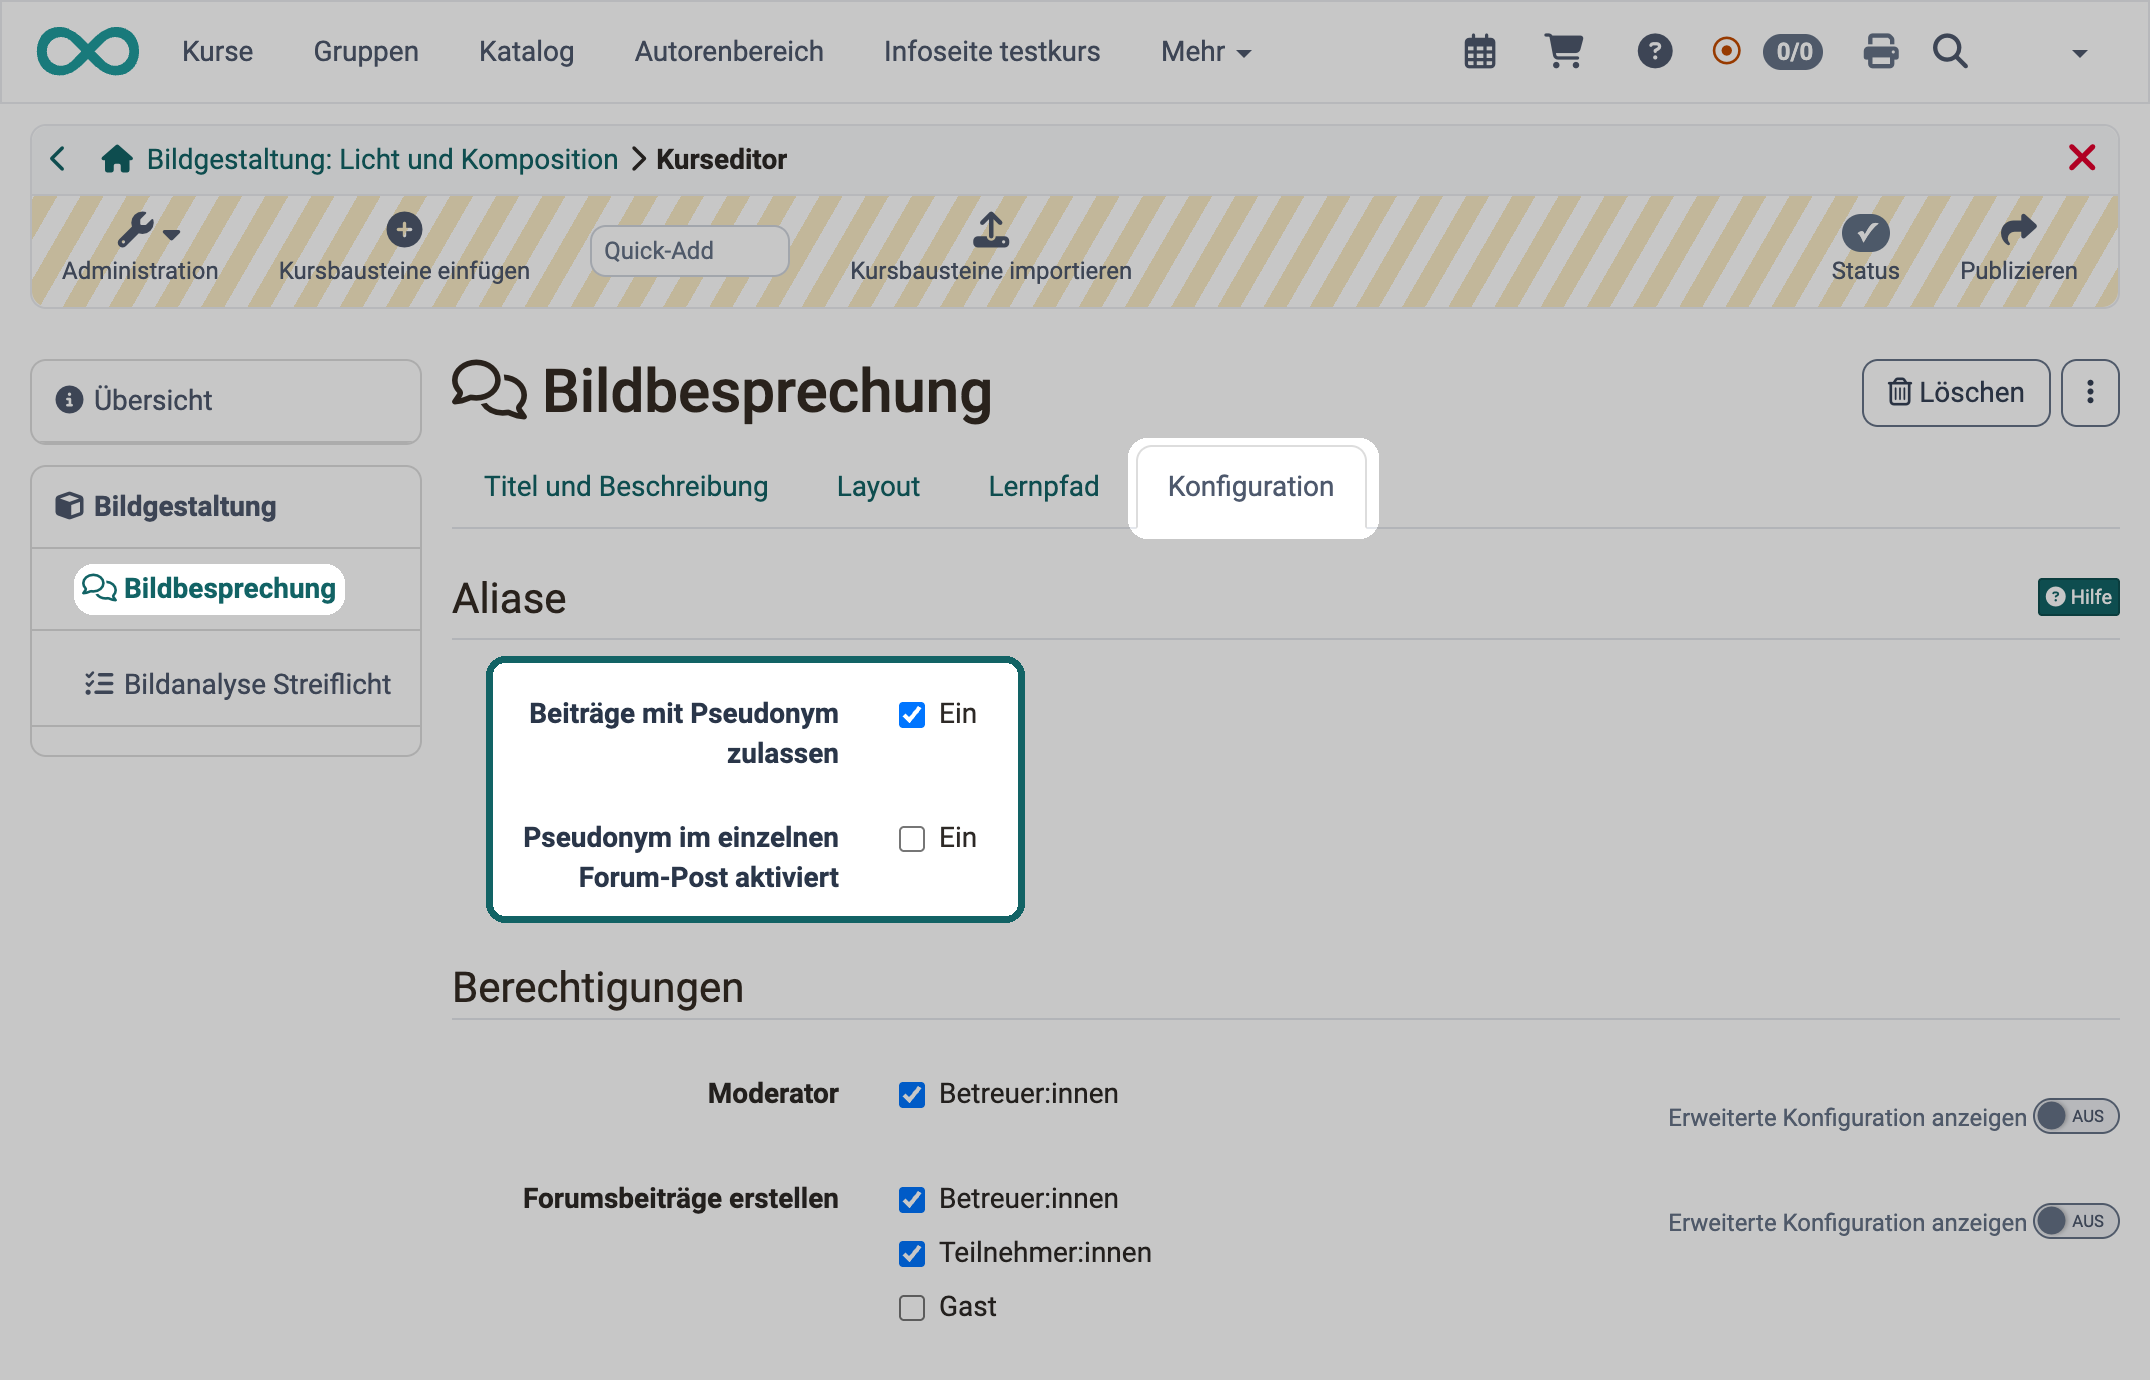 Kurse Gruppen Katalog Autorenbereich Infoseite testkurs Mehr 0/0
Bildgestaltung: Licht und Komposition Kurseditor
Administration Kursbausteine einfügen Quick-Add Kursbausteine importieren Status Publizieren
Übersicht
Bildgestaltung
Bildbesprechung
Bildanalyse Streiflicht
Bildbesprechung
Löschen
Titel und Beschreibung Layout Lernpfad Konfiguration
Aliase
Hilfe
Beiträge mit Pseudonym
zulassen
Ein
Pseudonym im einzelnen
Forum-Post aktiviert
Ein
Berechtigungen
Moderator
Betreuer:innen
Erweiterte Konfiguration anzeigen AUS
Forumsbeiträge erstellen
Betreuer:innen
Erweiterte Konfiguration anzeigen AUS
Teilnehmer:innen
Gast